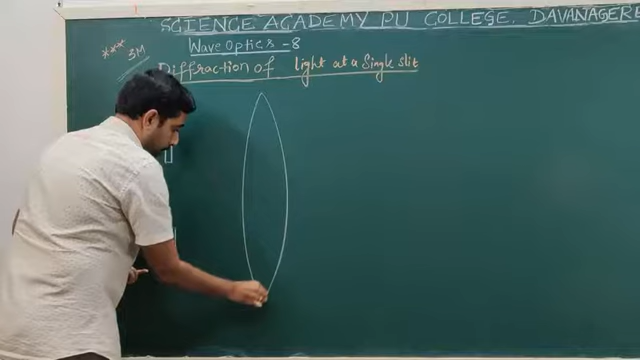 SCIENCE ACADEMY PU COLLEGE, DAVANAGERE
Wave Optics - 8
*** 3M
Diffraction of light at a Single slit